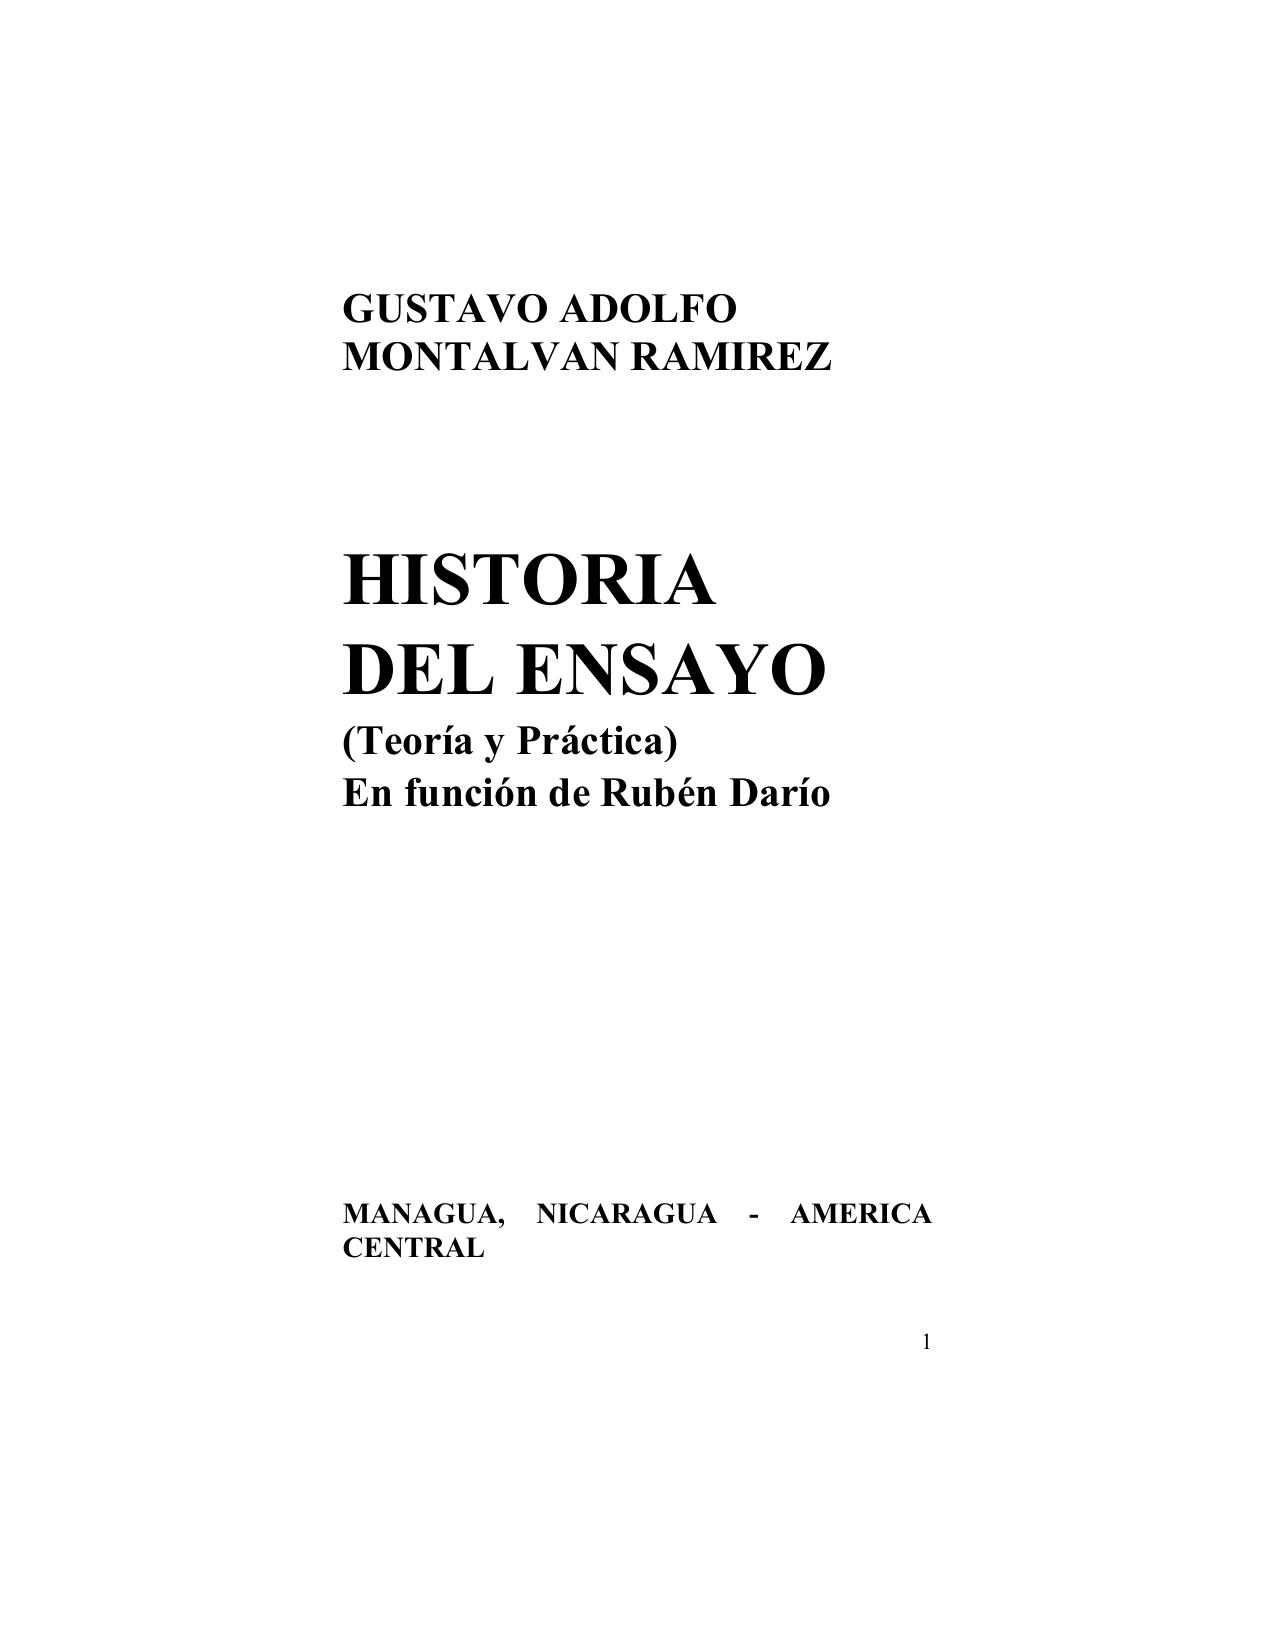 GUSTAVO ADOLFO
MONTALVAN RAMIREZ
HISTORIA
DEL ENSAYO
(Teoría y Práctica)
En función de Rubén Darío
MANAGUA, NICARAGUA - AMERICA
CENTRAL
1